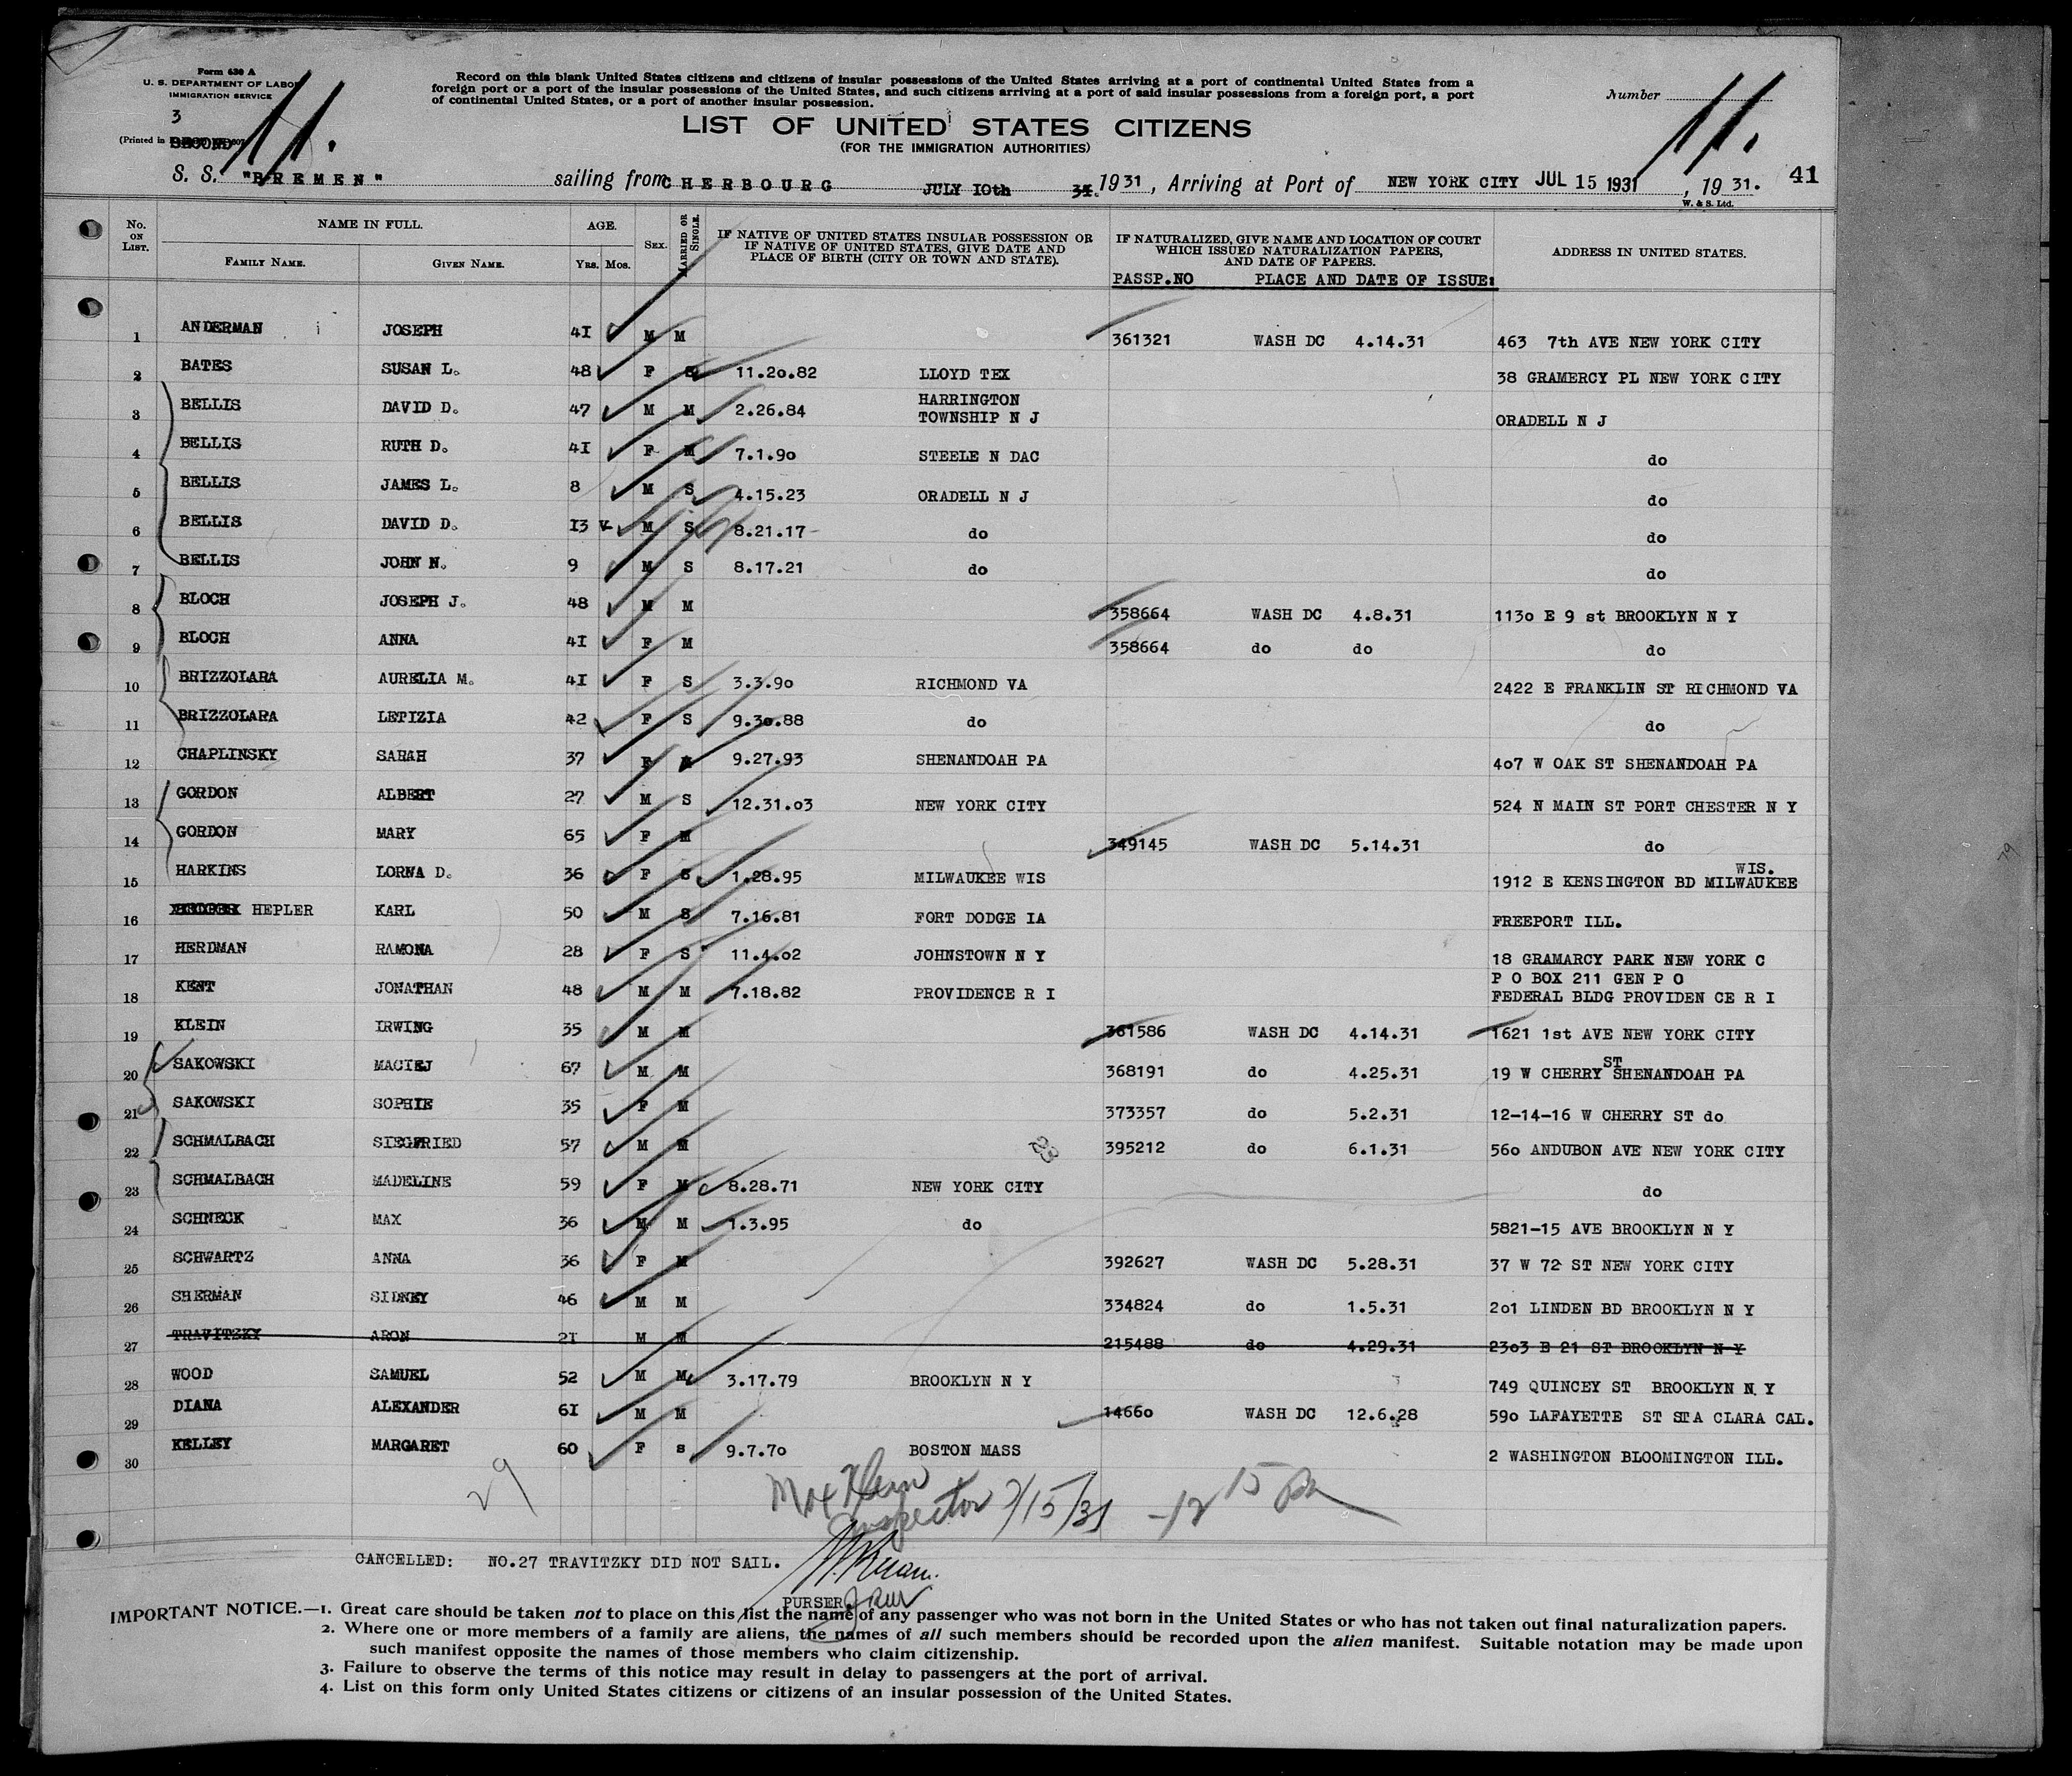 Form 630 A
U. S. DEPARTMENT OF LABOR
IMMIGRATION SERVICE
3
(Printed in
SECOND
11.
Record on this blank United States citizens and citizens of insular possessions of the United States arriving at a port of continental United States from a
foreign port or a port of the insular possessions of the United States, and such citizens arriving at a port of said insular possessions from a foreign port, a port
of continental United States, or a port of another insular possession.
Number
11.
LIST OF UNITED STATES CITIZENS
(FOR THE IMMIGRATION AUTHORITIES)
S. S. "BREMEN" sailing from CHERBOURG JULY 10th 1931, Arriving at Port of NEW YORK CITY JUL 15 1931, 1931. 41
W. & S. Ltd.
No. ON LIST. NAME IN FULL. FAMILY NAME. GIVEN NAME. AGE. YRS. MOS. SEX. MARRIED OR SINGLE. IF NATIVE OF UNITED STATES INSULAR POSSESSION OR IF NATIVE OF UNITED STATES, GIVE DATE AND PLACE OF BIRTH (CITY OR TOWN AND STATE). IF NATURALIZED, GIVE NAME AND LOCATION OF COURT WHICH ISSUED NATURALIZATION PAPERS, AND DATE OF PAPERS. ADDRESS IN UNITED STATES.
PASSP.NO PLACE AND DATE OF ISSUE:
1 ANDERMAN JOSEPH 41 M M 361321 WASH DC 4.14.31 463 7th AVE NEW YORK CITY
2 BATES SUSAN L. 48 F S 11.20.82 LLOYD TEX 38 GRAMERCY PL NEW YORK CITY
3 BELLIS DAVID D. 47 M M 2.26.84 HARRINGTON TOWNSHIP N J ORADELL N J
4 BELLIS RUTH D. 41 F M 7.1.90 STEELE N DAC do
5 BELLIS JAMES L. 8 M S 4.15.23 ORADELL N J do
6 BELLIS DAVID D. 13 M S 8.21.17 do do
7 BELLIS JOHN N. 9 M S 8.17.21 do do
8 BLOCH JOSEPH J. 48 M M 358664 WASH DC 4.8.31 1130 E 9 st BROOKLYN N Y
9 BLOCH ANNA 41 F M 358664 do do do
10 BRIZZOLARA AURELIA M. 41 F S 3.3.90 RICHMOND VA 2422 E FRANKLIN ST RICHMOND VA
11 BRIZZOLARA LETIZIA 42 F S 9.30.88 do do
12 CHAPLINSKY SARAH 37 F 9.27.93 SHENANDOAH PA 407 W OAK ST SHENANDOAH PA
13 GORDON ALBERT 27 M S 12.31.03 NEW YORK CITY 524 N MAIN ST PORT CHESTER N Y
14 GORDON MARY 65 F M 349145 WASH DC 5.14.31 do
15 HARKINS LORNA D. 36 F S 1.28.95 MILWAUKEE WIS 1912 E KENSINGTON BD MILWAUKEE WIS.
16 HEPLER KARL 50 M S 7.16.81 FORT DODGE IA FREEPORT ILL.
17 HERDMAN RAMONA 28 F S 11.4.02 JOHNSTOWN N Y 18 GRAMARCY PARK NEW YORK C
18 KENT JONATHAN 48 M M 7.18.82 PROVIDENCE R I P O BOX 211 GEN P O FEDERAL BLDG PROVIDEN CE R I
19 KLEIN IRWING 35 M M 361586 WASH DC 4.14.31 1621 1st AVE NEW YORK CITY
20 SAKOWSKI MACIEJ 67 M M 368191 do 4.25.31 19 W CHERRY ST SHENANDOAH PA
21 SAKOWSKI SOPHIE 35 F M 373357 do 5.2.31 12-14-16 W CHERRY ST do
22 SCHMALBACH SIEGFRIED 57 M M 23 395212 do 6.1.31 560 ANDUBON AVE NEW YORK CITY
23 SCHMALBACH MADELINE 59 F M 8.28.71 NEW YORK CITY do
24 SCHNECK MAX 36 M M 1.3.95 do 5821-15 AVE BROOKLYN N Y
25 SCHWARTZ ANNA 36 F M 392627 WASH DC 5.28.31 37 W 72 ST NEW YORK CITY
26 SHERMAN SIDNEY 46 M M 334824 do 1.5.31 201 LINDEN BD BROOKLYN N Y
27 TRAVITZKY ARON 21 M M 215488 do 4.29.31 2303 E 21 ST BROOKLYN N Y
28 WOOD SAMUEL 52 M M 3.17.79 BROOKLYN N Y 749 QUINCEY ST BROOKLYN N.Y
29 DIANA ALEXANDER 61 M M 14660 WASH DC 12.6.28 590 LAFAYETTE ST STA CLARA CAL.
30 KELLEY MARGARET 60 F s 9.7.70 BOSTON MASS 2 WASHINGTON BLOOMINGTON ILL.
29
Max Klein
Inspector 7/15/31 - 12 15 Pm
CANCELLED: NO.27 TRAVITZKY DID NOT SAIL.
PURSER
IMPORTANT NOTICE.—1. Great care should be taken not to place on this list the name of any passenger who was not born in the United States or who has not taken out final naturalization papers.
2. Where one or more members of a family are aliens, the names of all such members should be recorded upon the alien manifest. Suitable notation may be made upon
such manifest opposite the names of those members who claim citizenship.
3. Failure to observe the terms of this notice may result in delay to passengers at the port of arrival.
4. List on this form only United States citizens or citizens of an insular possession of the United States.